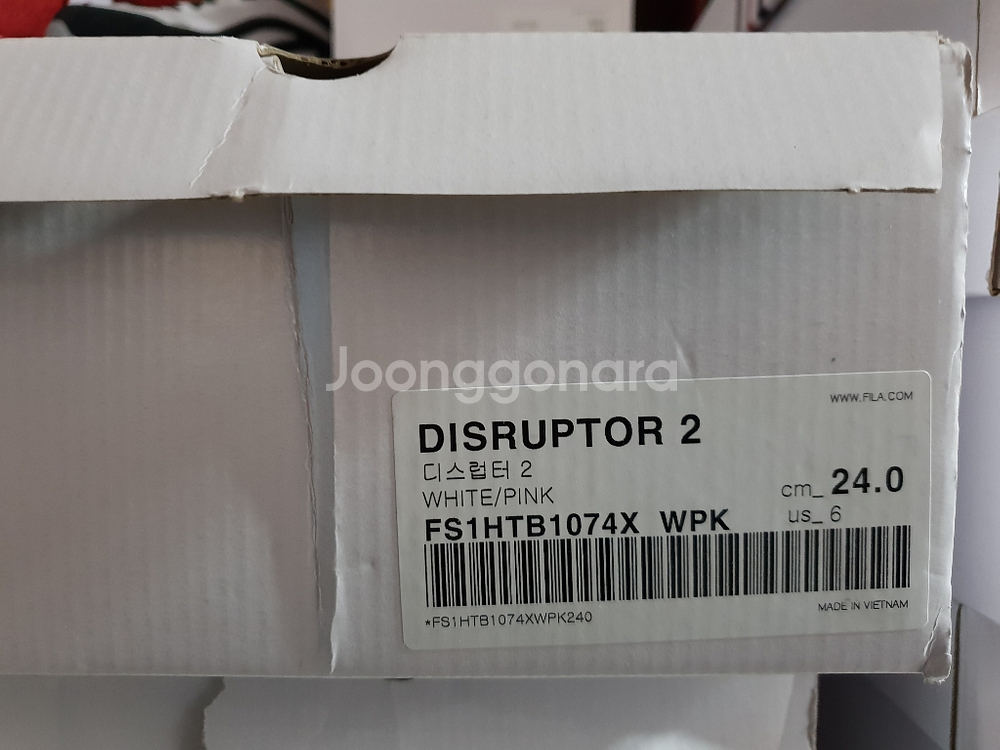 Joonggonara
WWW.FILA.COM
DISRUPTOR 2
디스럽터 2
WHITE/PINK
cm_ 24.0
FS1HTB1074X WPK
us_ 6
*FS1HTB1074XWPK240
MADE IN VIETNAM